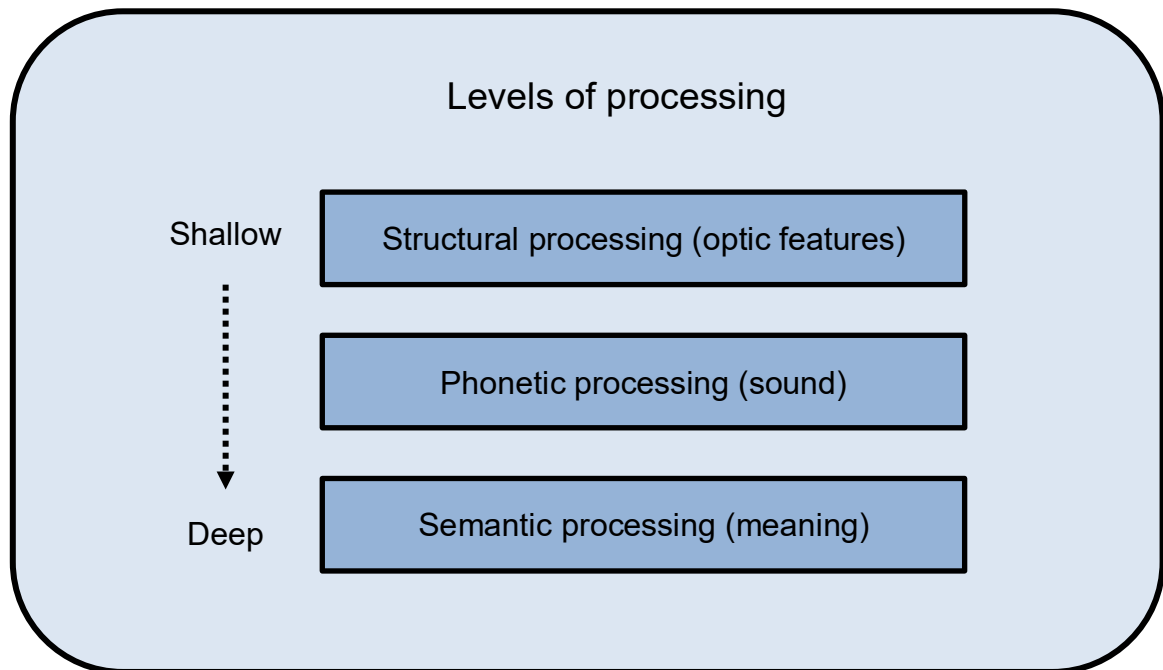 Levels of processing
Shallow
Structural processing (optic features)
Phonetic processing (sound)
Deep
Semantic processing (meaning)